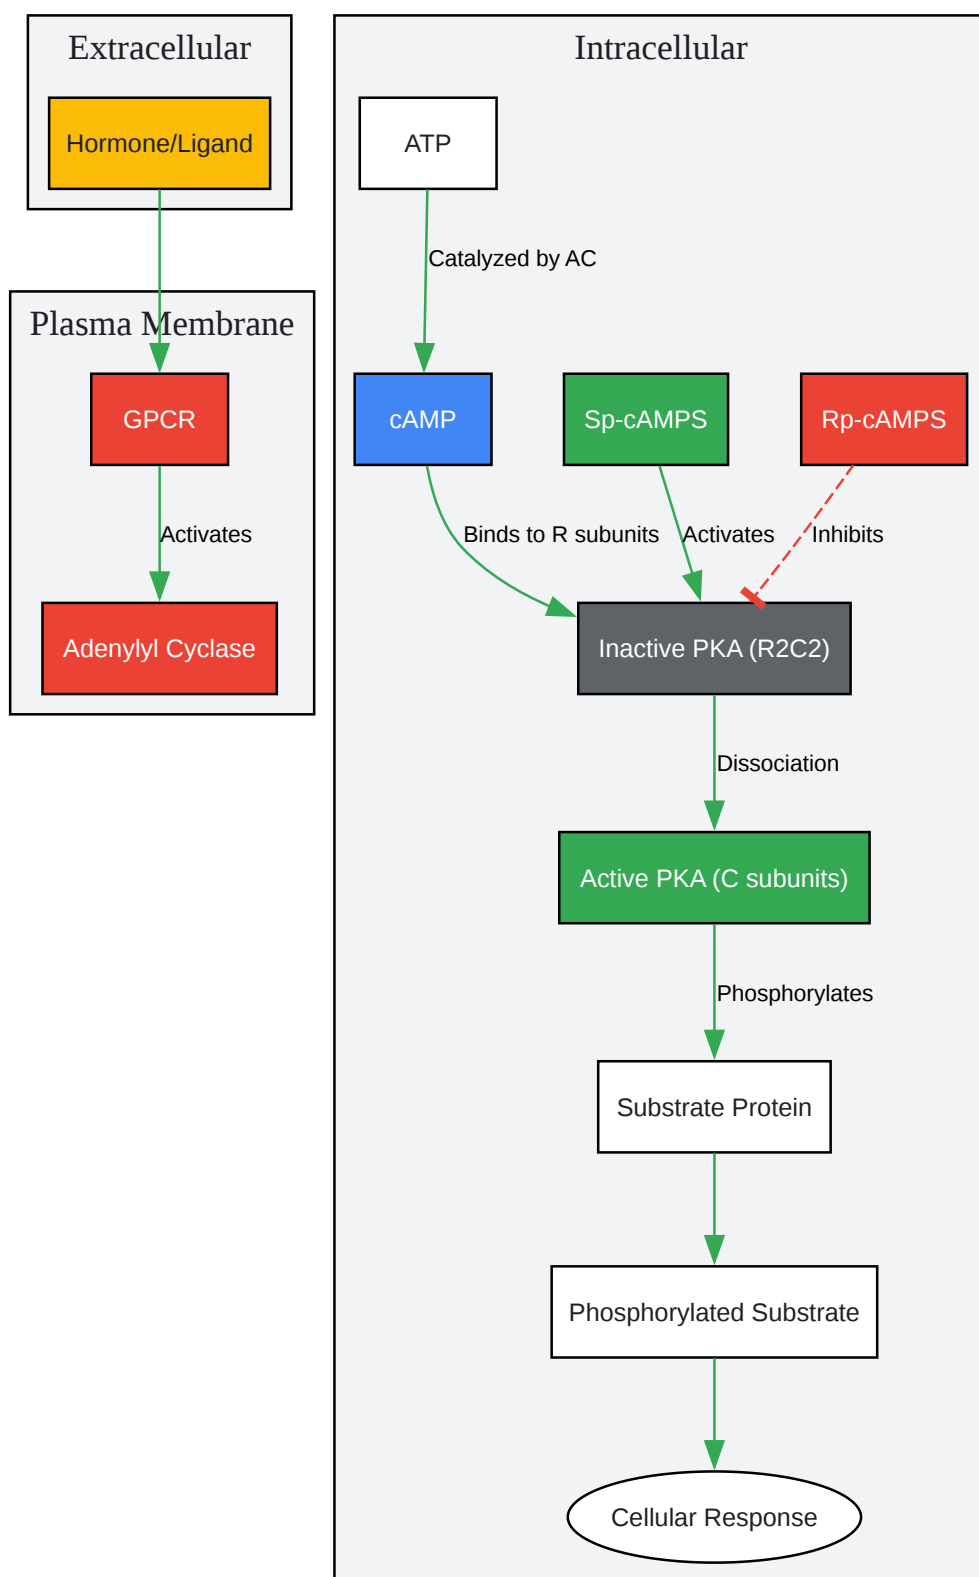 Extracellular
Hormone/Ligand
Plasma Membrane
GPCR
Activates
Adenylyl Cyclase
Intracellular
ATP
Catalyzed by AC
cAMP
Sp-cAMPS
Rp-cAMPS
Binds to R subunits
Activates
Inhibits
Inactive PKA (R2C2)
Dissociation
Active PKA (C subunits)
Phosphorylates
Substrate Protein
Phosphorylated Substrate
Cellular Response